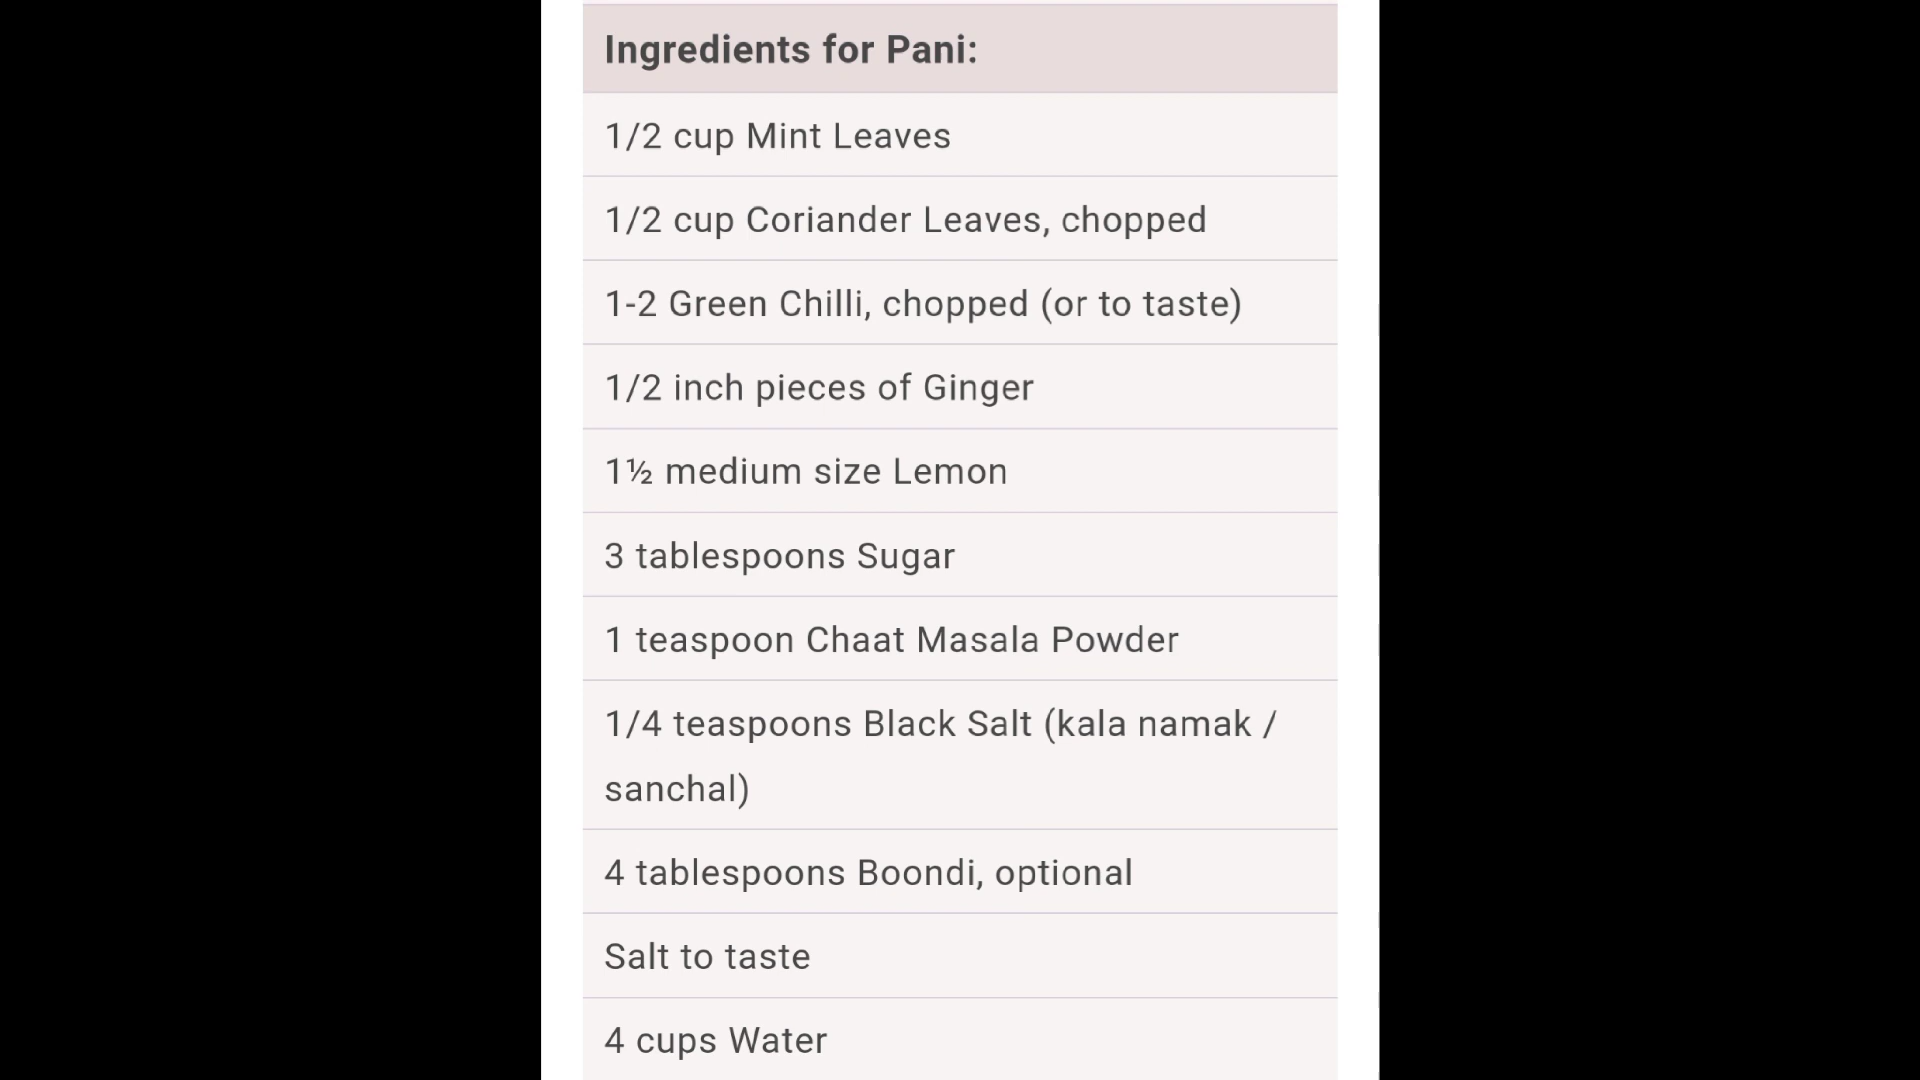 Ingredients for Pani:
1/2 cup Mint Leaves
1/2 cup Coriander Leaves, chopped
1-2 Green Chilli, chopped (or to taste)
1/2 inch pieces of Ginger
1½ medium size Lemon
3 tablespoons Sugar
1 teaspoon Chaat Masala Powder
1/4 teaspoons Black Salt (kala namak /
sanchal)
4 tablespoons Boondi, optional
Salt to taste
4 cups Water